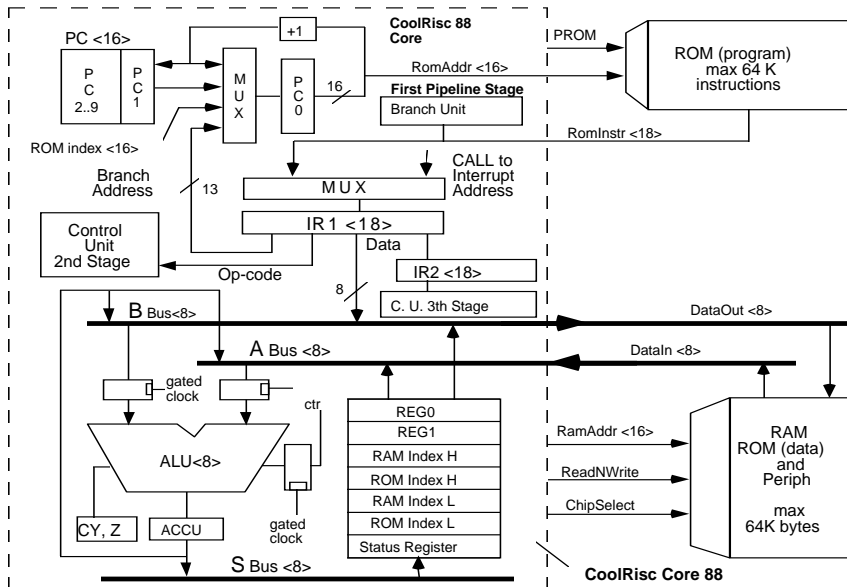 CoolRisc 88
Core
PC <16>
+1
PROM
ROM (program)
max 64 K
instructions
P
C
2..9
P
C
1
M
U
X
P
C
0
16
RomAddr <16>
First Pipeline Stage
Branch Unit
RomInstr <18>
ROM index <16>
Branch
Address
13
CALL to
Interrupt
Address
M U X
IR1 <18>
Control
Unit
2nd Stage
Data
Op-code
IR2 <18>
8
C. U. 3th Stage
B Bus<8>
DataOut <8>
A Bus <8>
DataIn <8>
gated
clock
ctr
REG0
REG1
RAM Index H
ROM Index H
RAM Index L
ROM Index L
Status Register
ALU<8>
RamAddr <16>
ReadNWrite
ChipSelect
RAM
ROM (data)
and
Periph
max
64K bytes
CY, Z
ACCU
gated
clock
S Bus <8>
CoolRisc Core 88